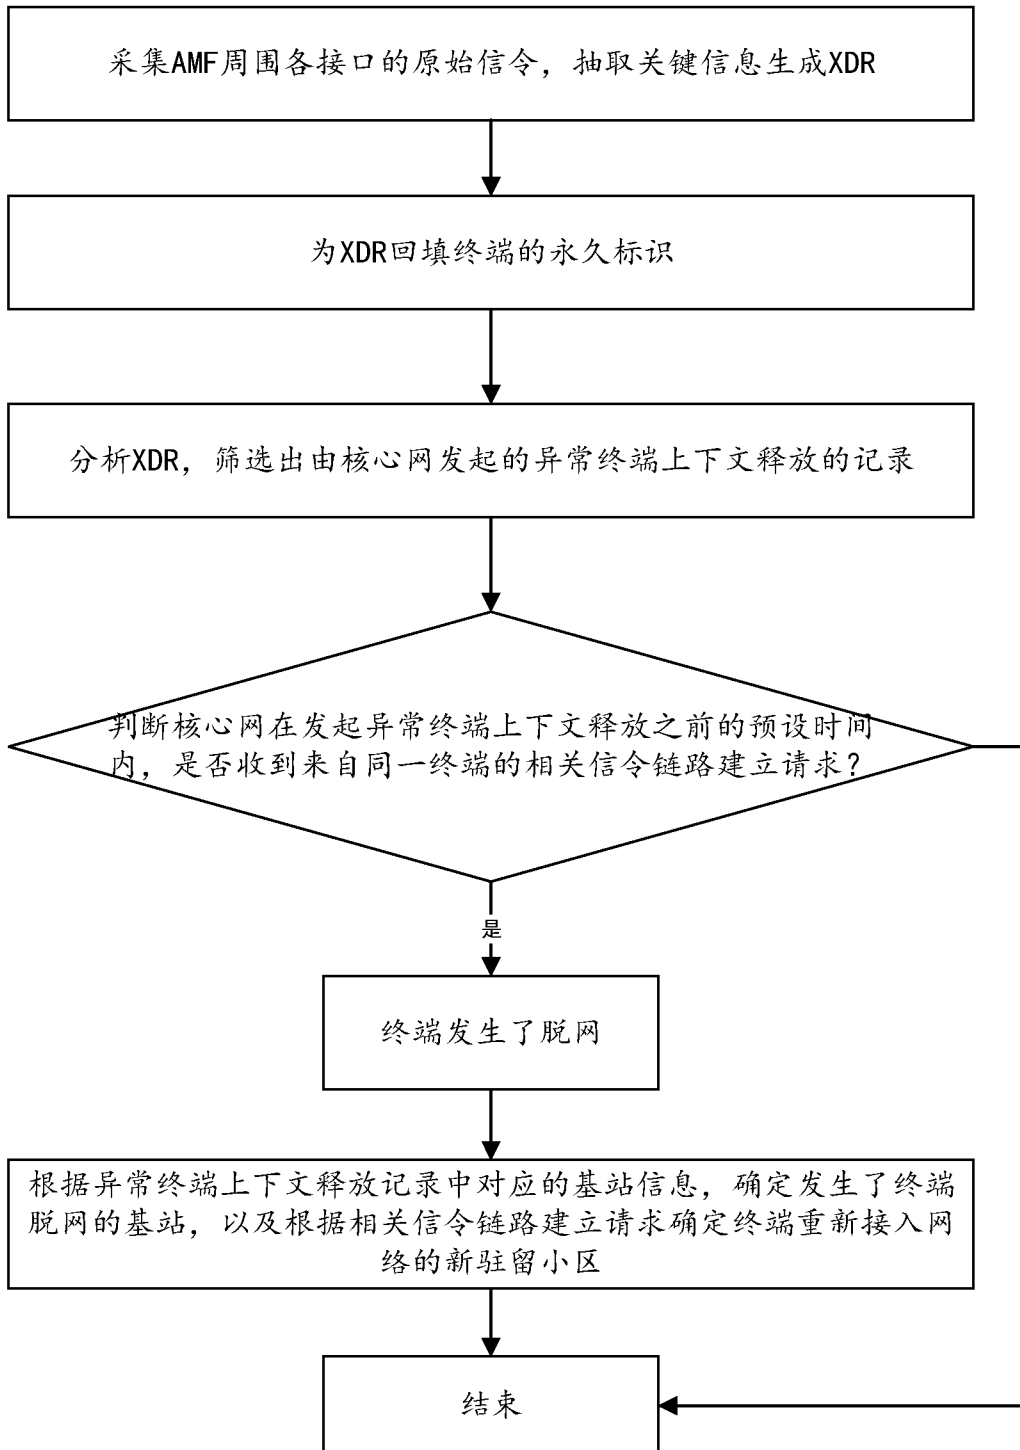 采集AMF周围各接口的原始信令，抽取关键信息生成XDR
为XDR回填终端的永久标识
分析XDR，筛选出由核心网发起的异常终端上下文释放的记录
判断核心网在发起异常终端上下文释放之前的预设时间
内，是否收到来自同一终端的相关信令链路建立请求？
是
终端发生了脱网
根据异常终端上下文释放记录中对应的基站信息，确定发生了终端
脱网的基站，以及根据相关信令链路建立请求确定终端重新接入网
络的新驻留小区
结束